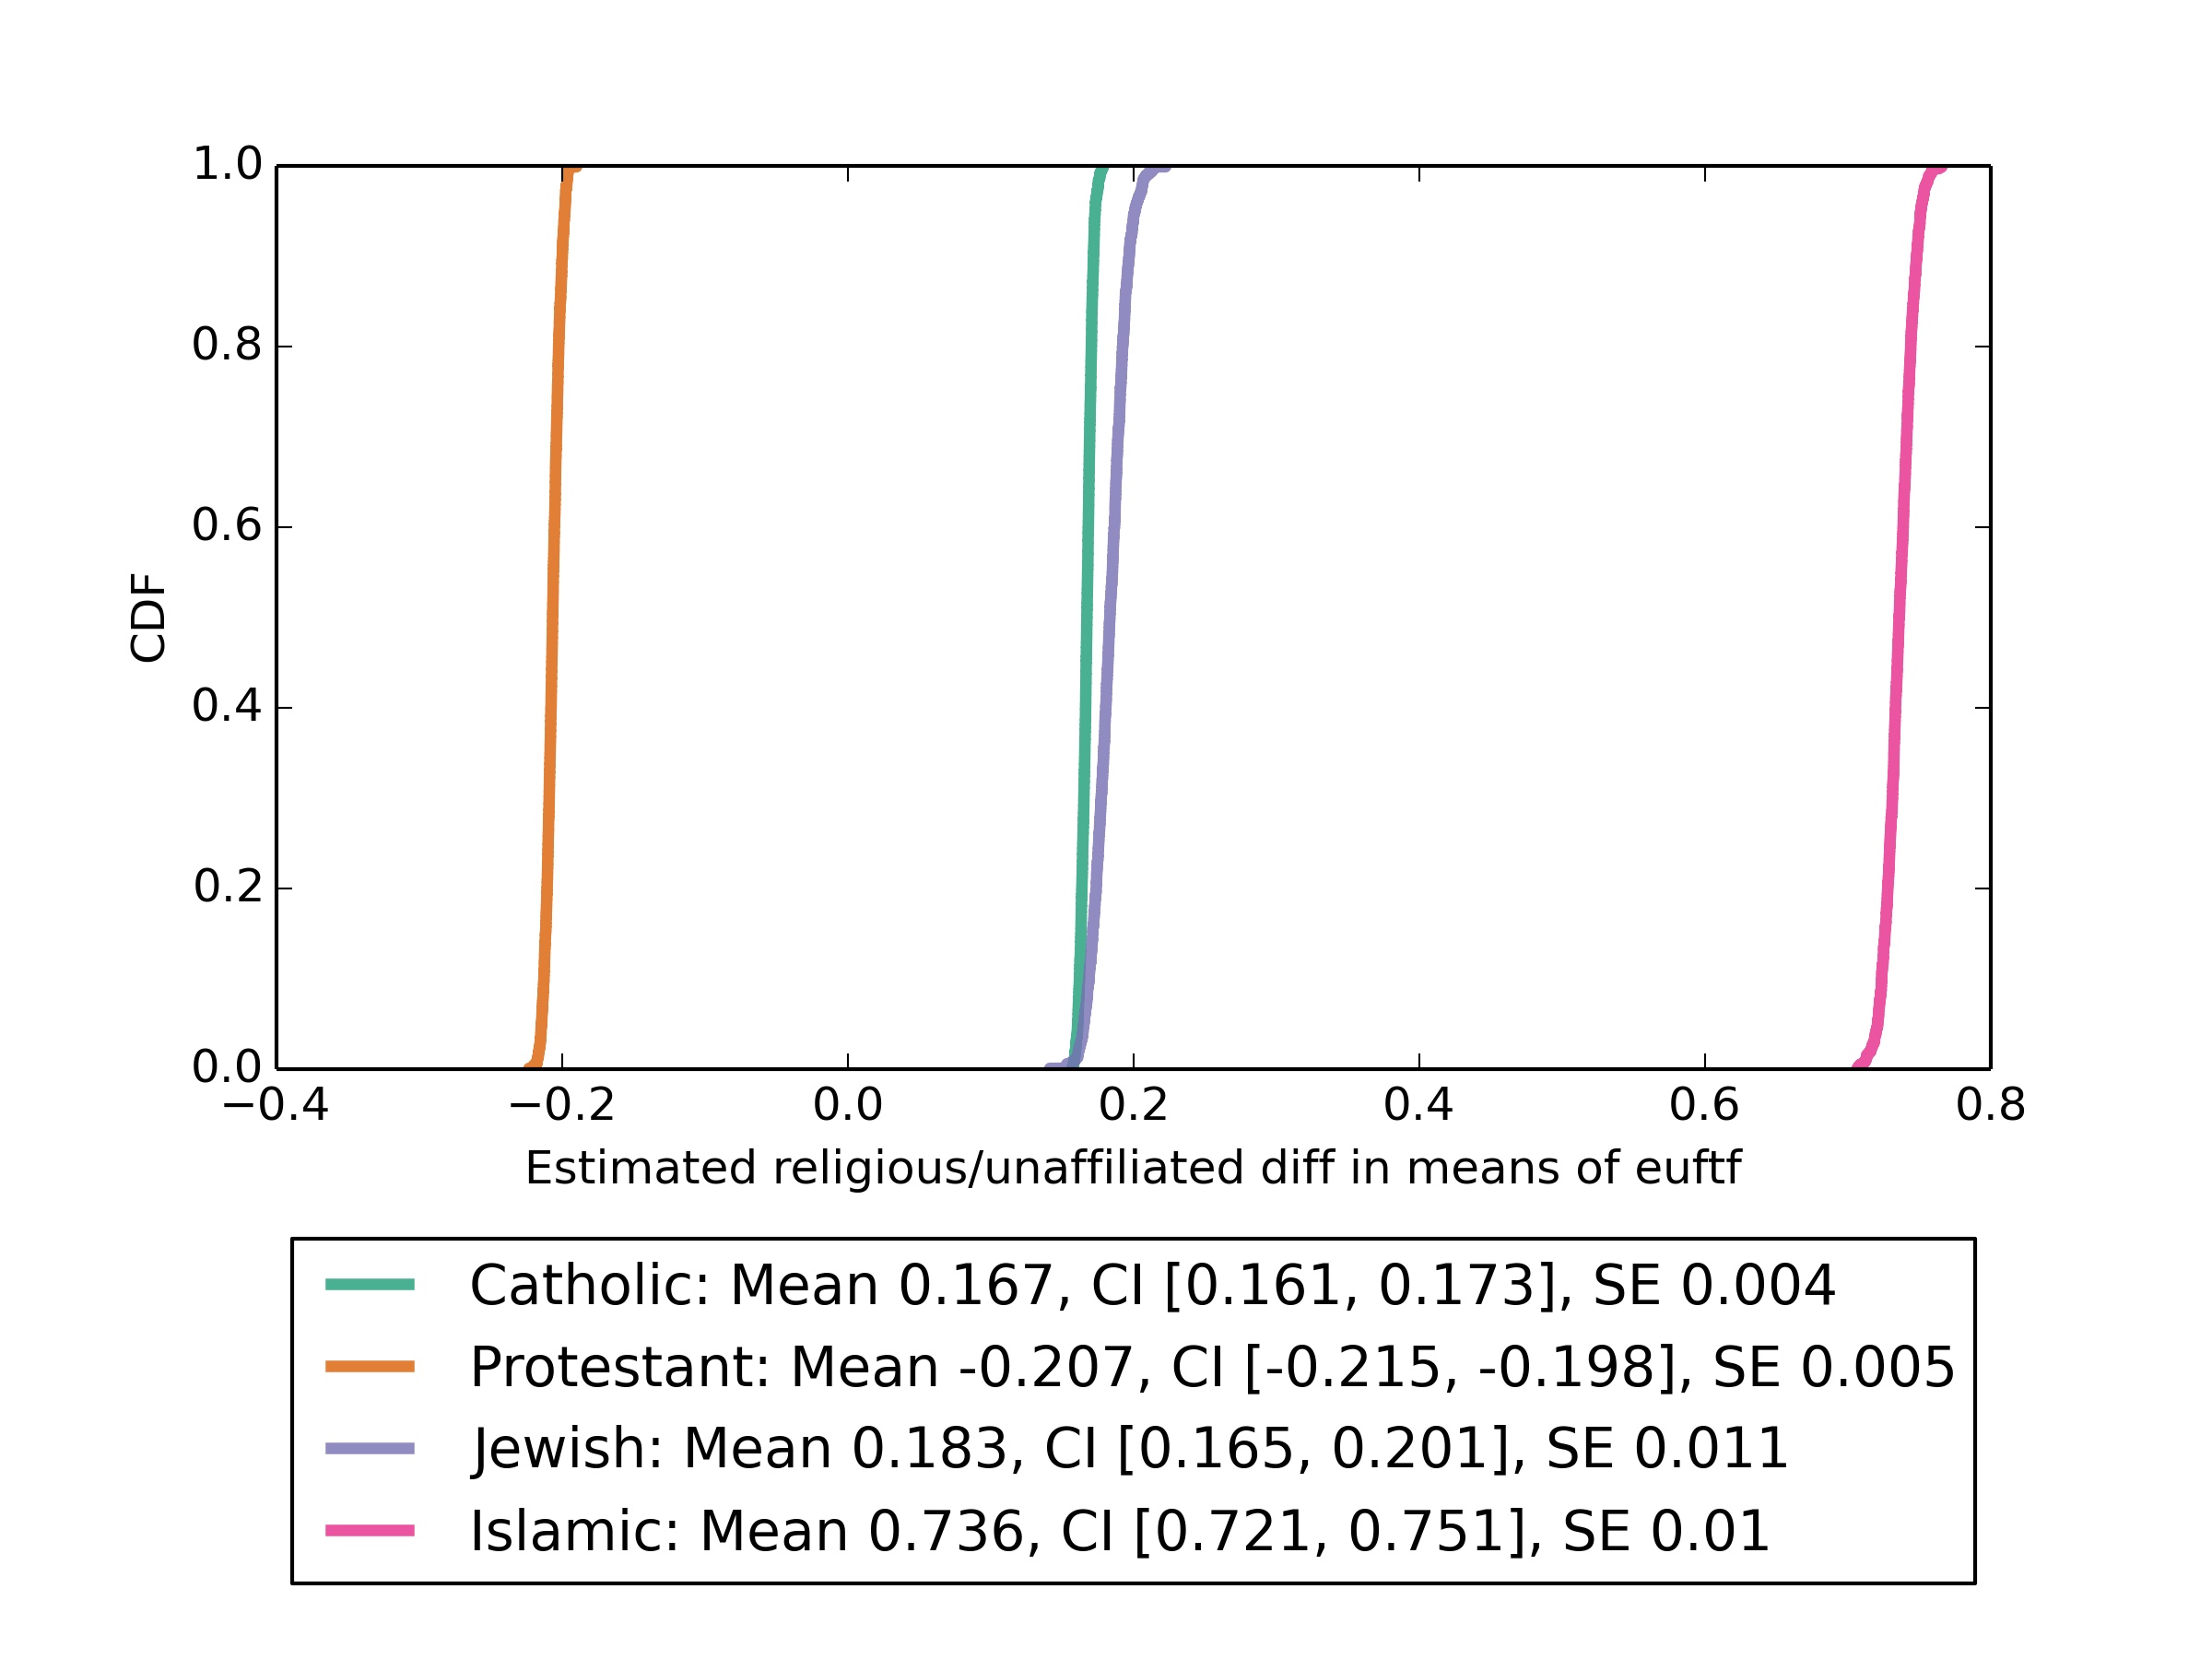 1.0
0.8
0.6
0.4
0.2
0.0
CDF
−0.4 −0.2 0.0 0.2 0.4 0.6 0.8
Estimated religious/unaffiliated diff in means of euftf
Catholic: Mean 0.167, CI [0.161, 0.173], SE 0.004
Protestant: Mean -0.207, CI [-0.215, -0.198], SE 0.005
Jewish: Mean 0.183, CI [0.165, 0.201], SE 0.011
Islamic: Mean 0.736, CI [0.721, 0.751], SE 0.01